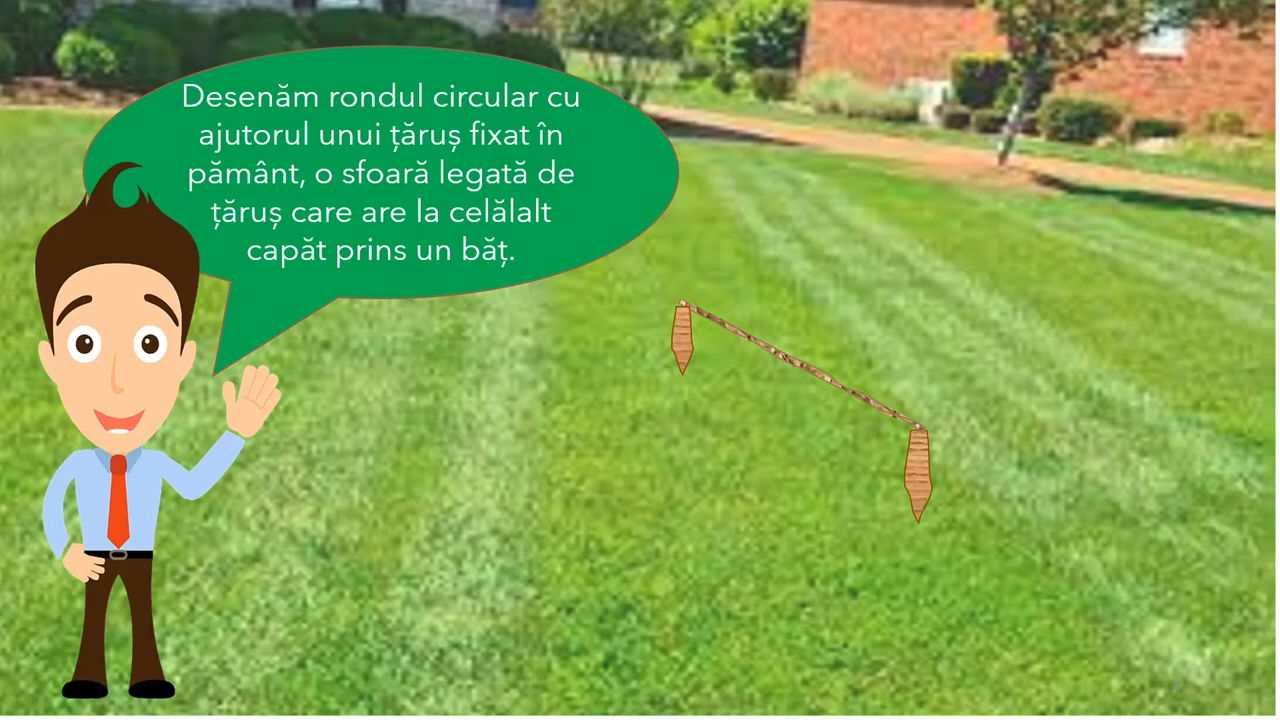 Desenăm rondul circular cu
ajutorul unui țăruș fixat în
pământ, o sfoară legată de
țăruș care are la celălalt
capăt prins un băț.